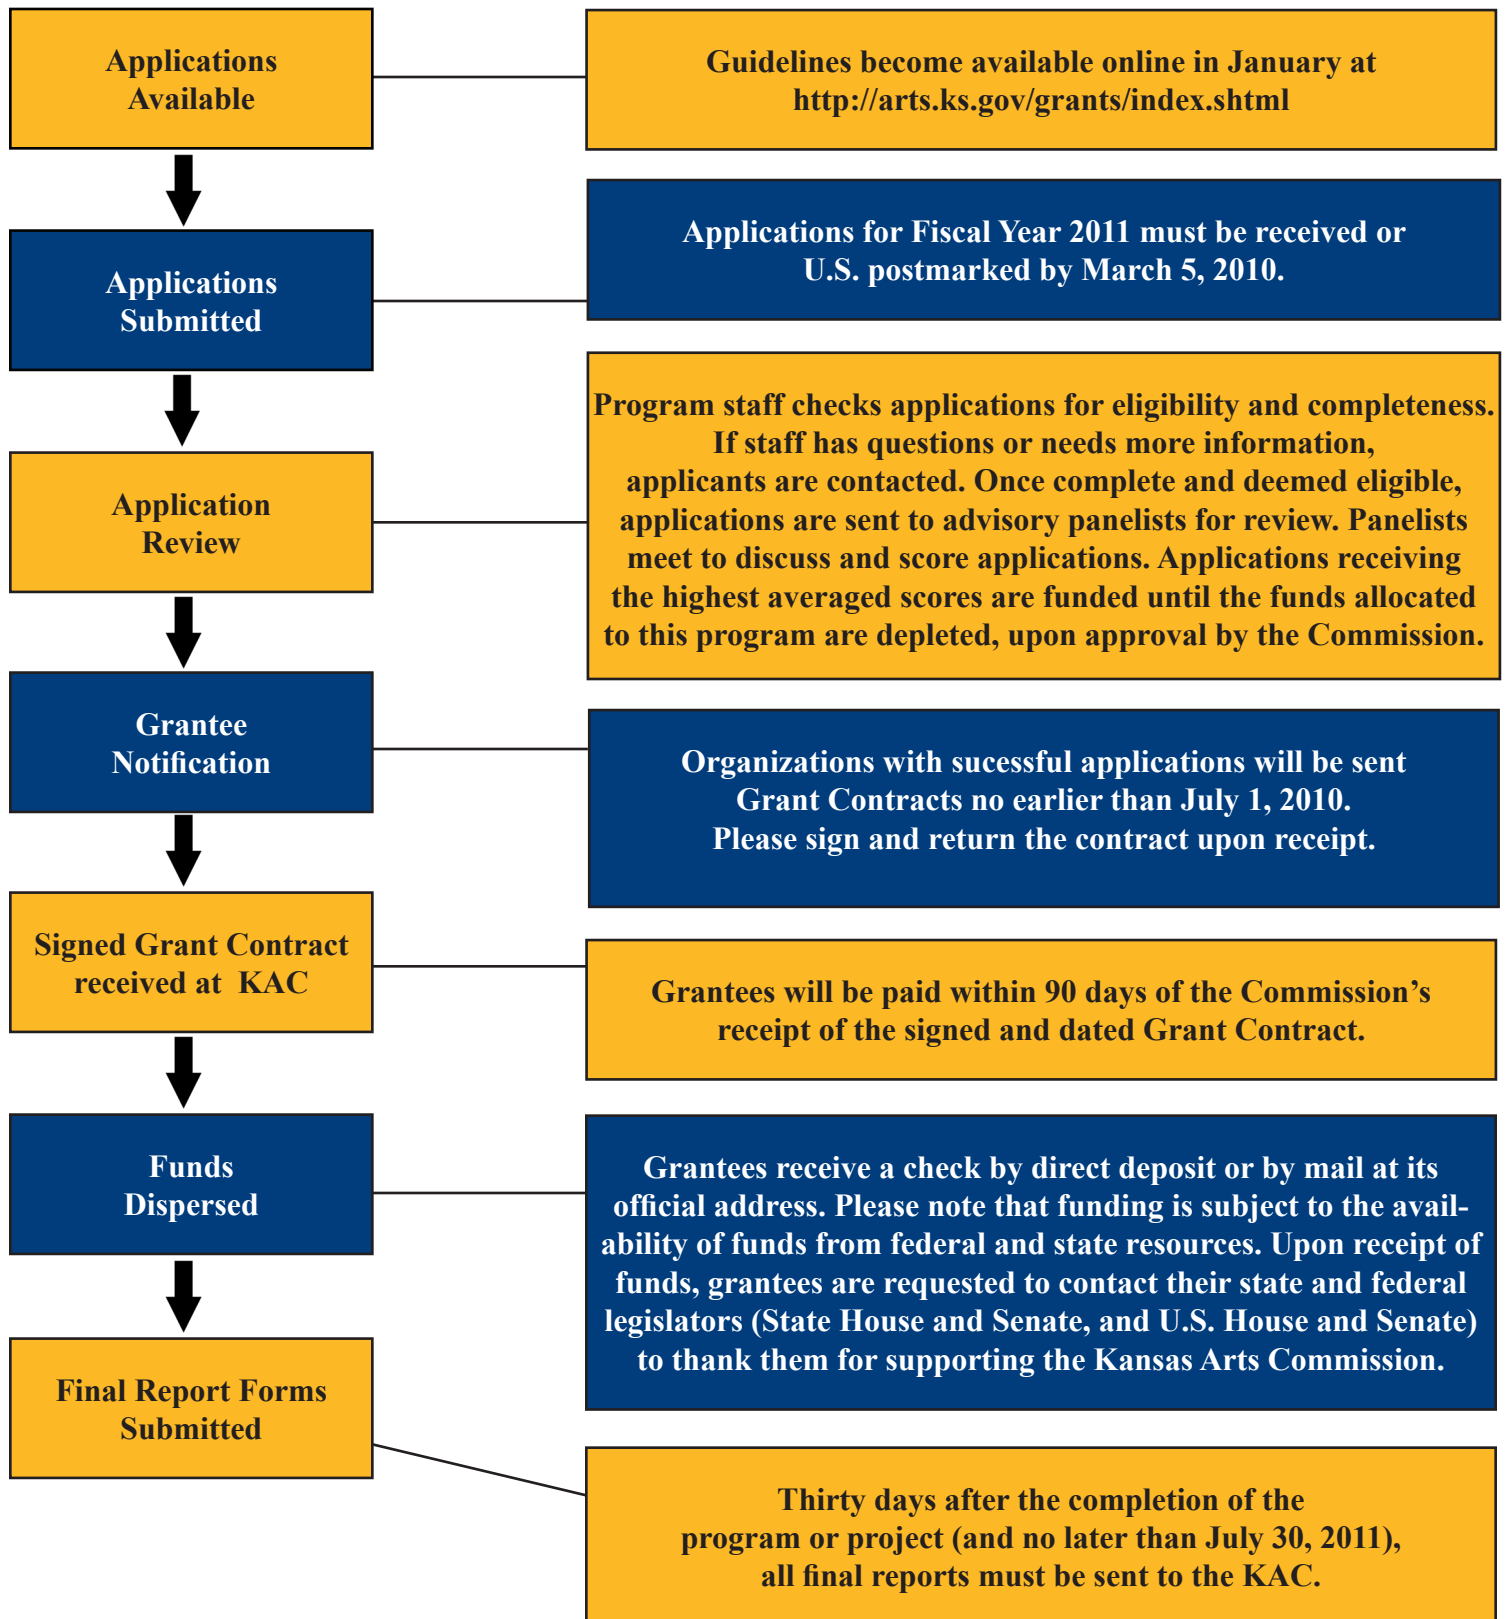 Applications
Available
Guidelines become available online in January at
http://arts.ks.gov/grants/index.shtml
Applications
Submitted
Applications for Fiscal Year 2011 must be received or
U.S. postmarked by March 5, 2010.
Application
Review
Program staff checks applications for eligibility and completeness.
If staff has questions or needs more information,
applicants are contacted. Once complete and deemed eligible,
applications are sent to advisory panelists for review. Panelists
meet to discuss and score applications. Applications receiving
the highest averaged scores are funded until the funds allocated
to this program are depleted, upon approval by the Commission.
Grantee
Notification
Organizations with sucessful applications will be sent
Grant Contracts no earlier than July 1, 2010.
Please sign and return the contract upon receipt.
Signed Grant Contract
received at KAC
Grantees will be paid within 90 days of the Commission’s
receipt of the signed and dated Grant Contract.
Funds
Dispersed
Grantees receive a check by direct deposit or by mail at its
official address. Please note that funding is subject to the avail-
ability of funds from federal and state resources. Upon receipt of
funds, grantees are requested to contact their state and federal
legislators (State House and Senate, and U.S. House and Senate)
to thank them for supporting the Kansas Arts Commission.
Final Report Forms
Submitted
Thirty days after the completion of the
program or project (and no later than July 30, 2011),
all final reports must be sent to the KAC.